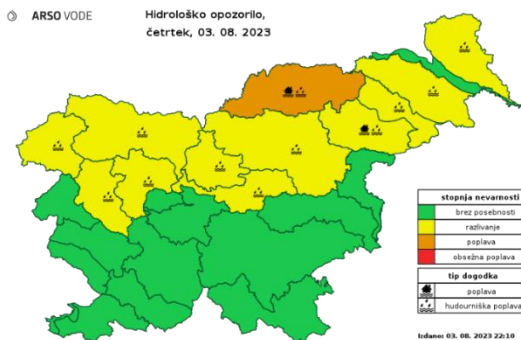 ARSO VODE
Hidrološko opozorilo,
četrtek, 03. 08. 2023
stopnja nevarnosti
brez posebnosti
razlivanje
poplava
obsežna poplava
tip dogodka
poplava
hudourniška poplava
Izdano: 03. 08. 2023 22:10